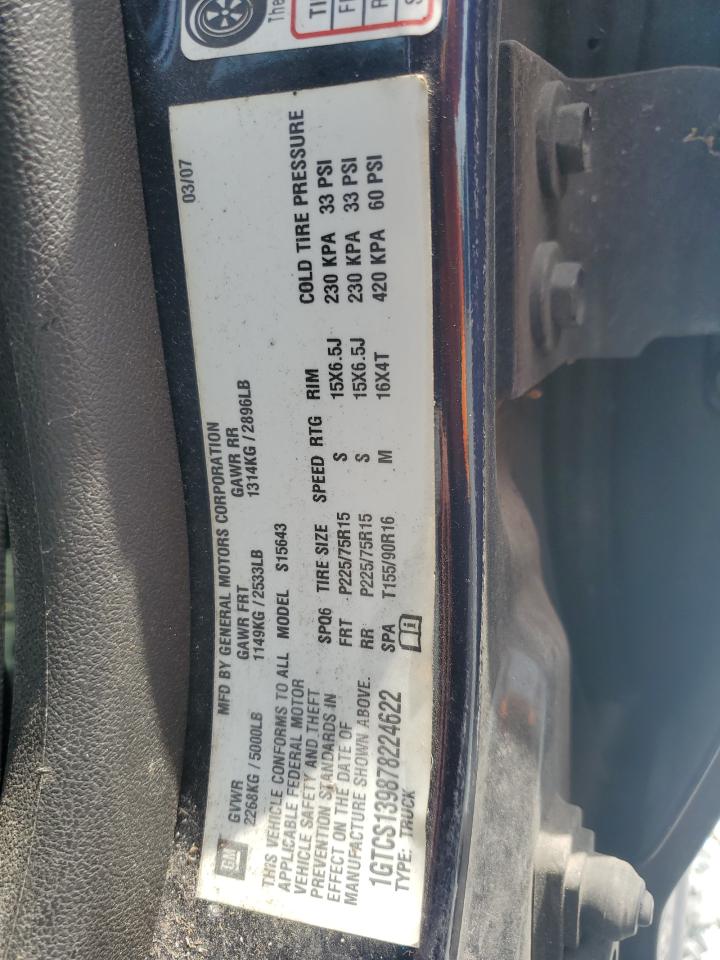 The
TI
F
R
S
03/07
GM
MFD BY GENERAL MOTORS CORPORATION
GVWR GAWR FRT GAWR RR
2268KG / 5000LB 1149KG / 2533LB 1314KG / 2896LB
THIS VEHICLE CONFORMS TO ALL
APPLICABLE FEDERAL MOTOR
VEHICLE SAFETY AND THEFT
PREVENTION STANDARDS IN
EFFECT ON THE DATE OF
MANUFACTURE SHOWN ABOVE.
1GTCS139878224622
TYPE: TRUCK
MODEL S15643
SPQ6 TIRE SIZE SPEED RTG RIM COLD TIRE PRESSURE
FRT P225/75R15 S 15X6.5J 230 KPA 33 PSI
RR P225/75R15 S 15X6.5J 230 KPA 33 PSI
SPA T155/90R16 M 16X4T 420 KPA 60 PSI